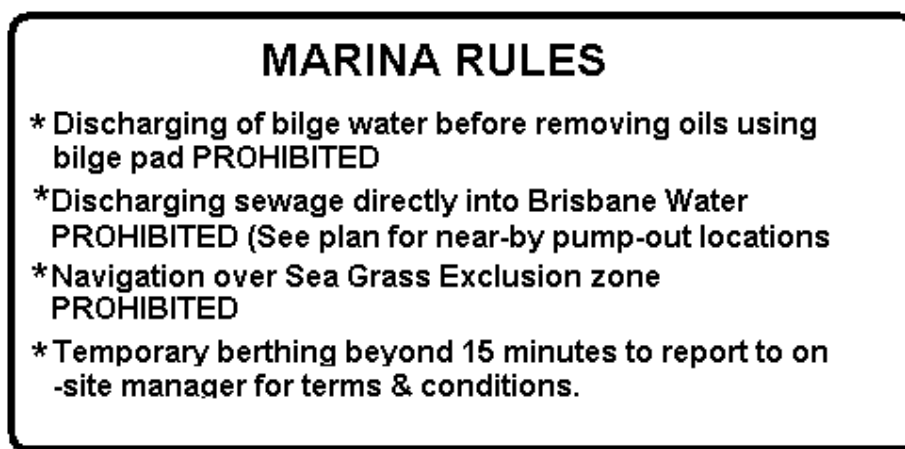 MARINA RULES
* Discharging of bilge water before removing oils using
bilge pad PROHIBITED
*Discharging sewage directly into Brisbane Water
PROHIBITED (See plan for near-by pump-out locations
*Navigation over Sea Grass Exclusion zone
PROHIBITED
* Temporary berthing beyond 15 minutes to report to on
-site manager for terms & conditions.